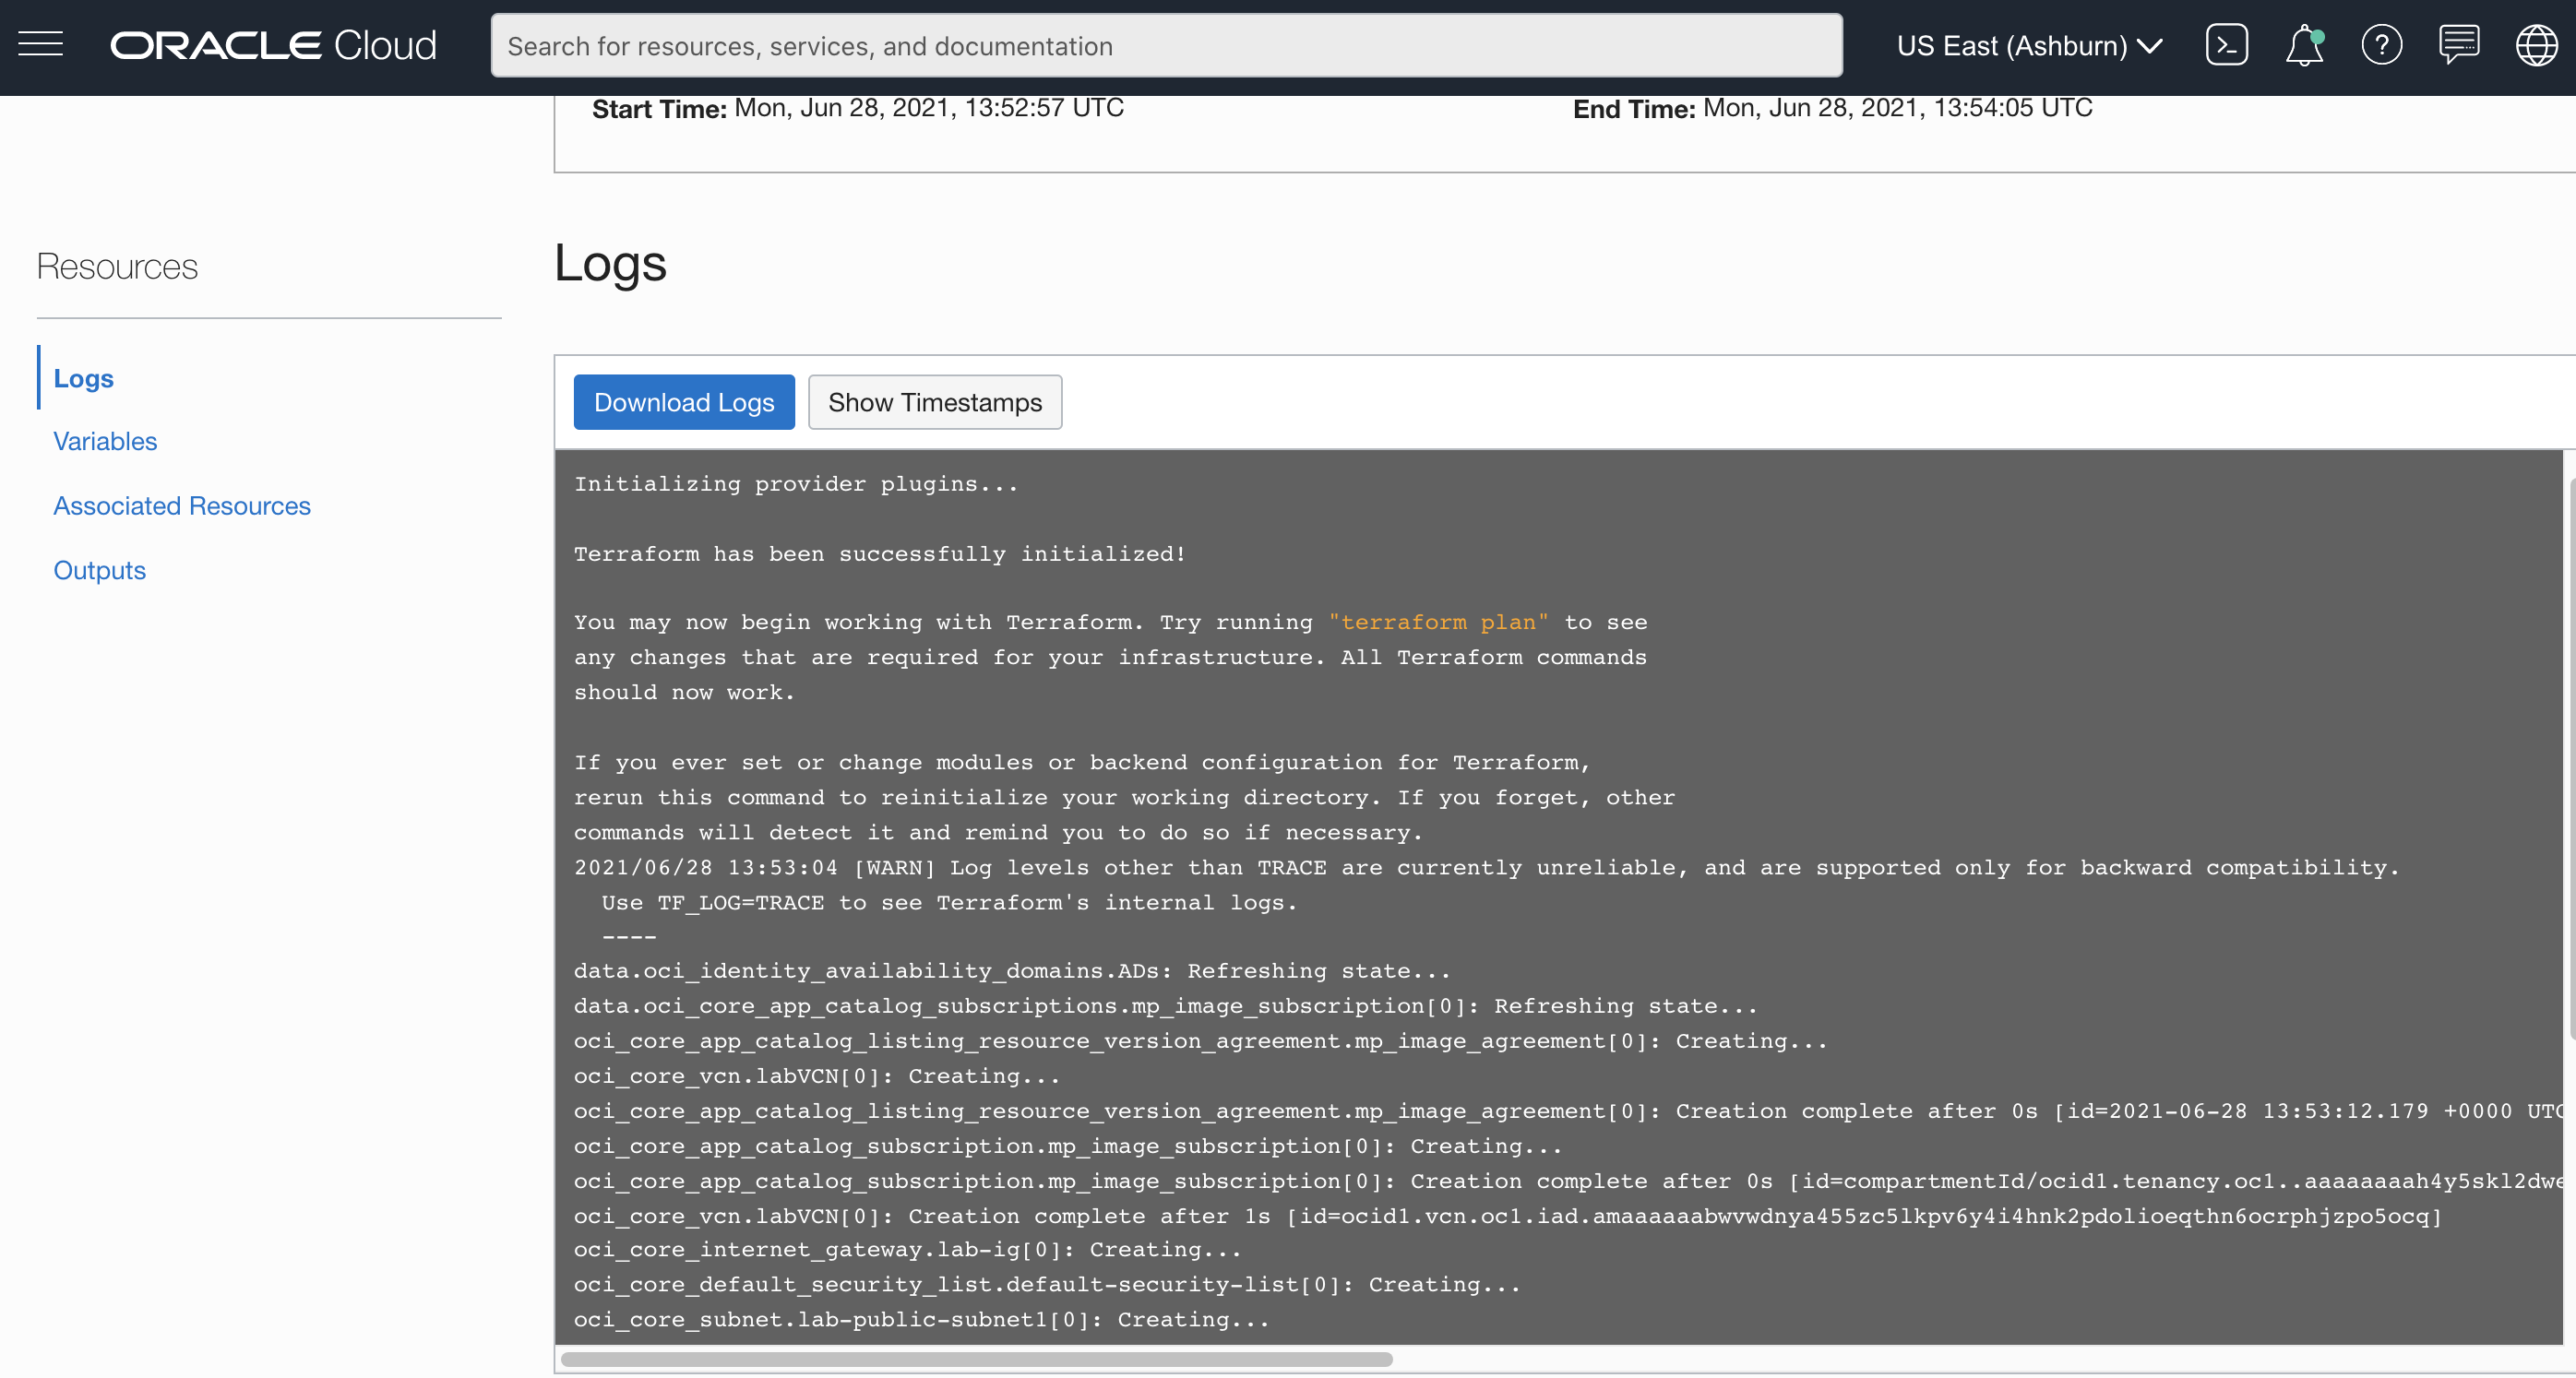 ORACLE Cloud
Search for resources, services, and documentation
US East (Ashburn)
Start Time: Mon, Jun 28, 2021, 13:52:57 UTC
End Time: Mon, Jun 28, 2021, 13:54:05 UTC
Resources
Logs
Variables
Associated Resources
Outputs
Logs
Download Logs
Show Timestamps
Initializing provider plugins...
Terraform has been successfully initialized!
You may now begin working with Terraform. Try running "terraform plan" to see
any changes that are required for your infrastructure. All Terraform commands
should now work.
If you ever set or change modules or backend configuration for Terraform,
rerun this command to reinitialize your working directory. If you forget, other
commands will detect it and remind you to do so if necessary.
2021/06/28 13:53:04 [WARN] Log levels other than TRACE are currently unreliable, and are supported only for backward compatibility.
Use TF_LOG=TRACE to see Terraform's internal logs.
----
data.oci_identity_availability_domains.ADs: Refreshing state...
data.oci_core_app_catalog_subscriptions.mp_image_subscription[0]: Refreshing state...
oci_core_app_catalog_listing_resource_version_agreement.mp_image_agreement[0]: Creating...
oci_core_vcn.labVCN[0]: Creating...
oci_core_app_catalog_listing_resource_version_agreement.mp_image_agreement[0]: Creation complete after 0s [id=2021-06-28 13:53:12.179 +0000 UTC
oci_core_app_catalog_subscription.mp_image_subscription[0]: Creating...
oci_core_app_catalog_subscription.mp_image_subscription[0]: Creation complete after 0s [id=compartmentId/ocid1.tenancy.oc1..aaaaaaaah4y5skl2dwe
oci_core_vcn.labVCN[0]: Creation complete after 1s [id=ocid1.vcn.oc1.iad.amaaaaaabwvwdnya455zc5lkpv6y4i4hnk2pdolioeqthn6ocrphjzpo5ocq]
oci_core_internet_gateway.lab-ig[0]: Creating...
oci_core_default_security_list.default-security-list[0]: Creating...
oci_core_subnet.lab-public-subnet1[0]: Creating...